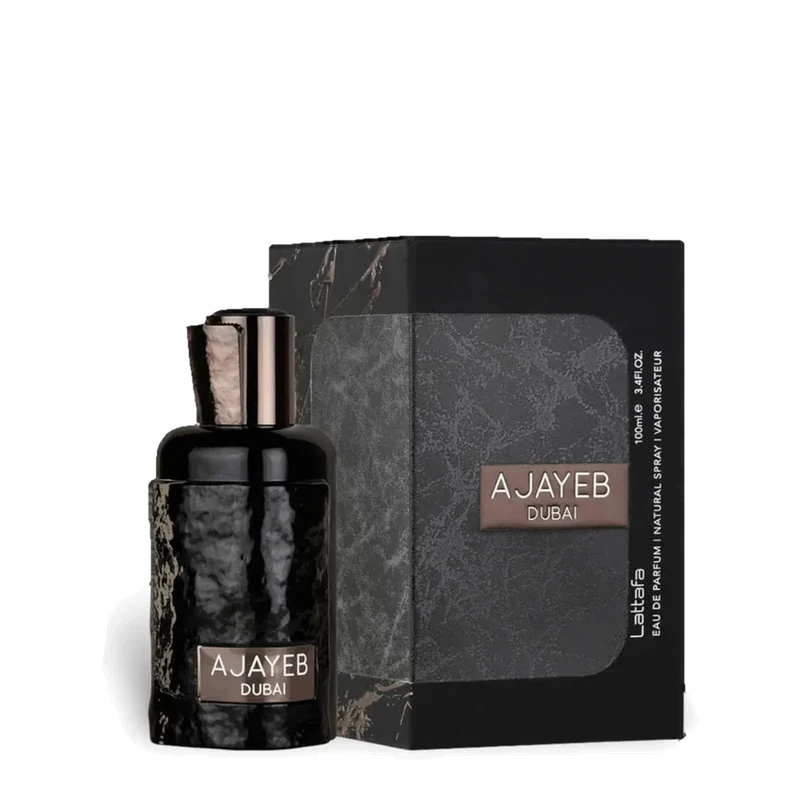 AJAYEB
DUBAI
AJAYEB
DUBAI
100ml.e 3.4Fl.OZ.
Lattafa
EAU DE PARFUM | NATURAL SPRAY | VAPORISATEUR